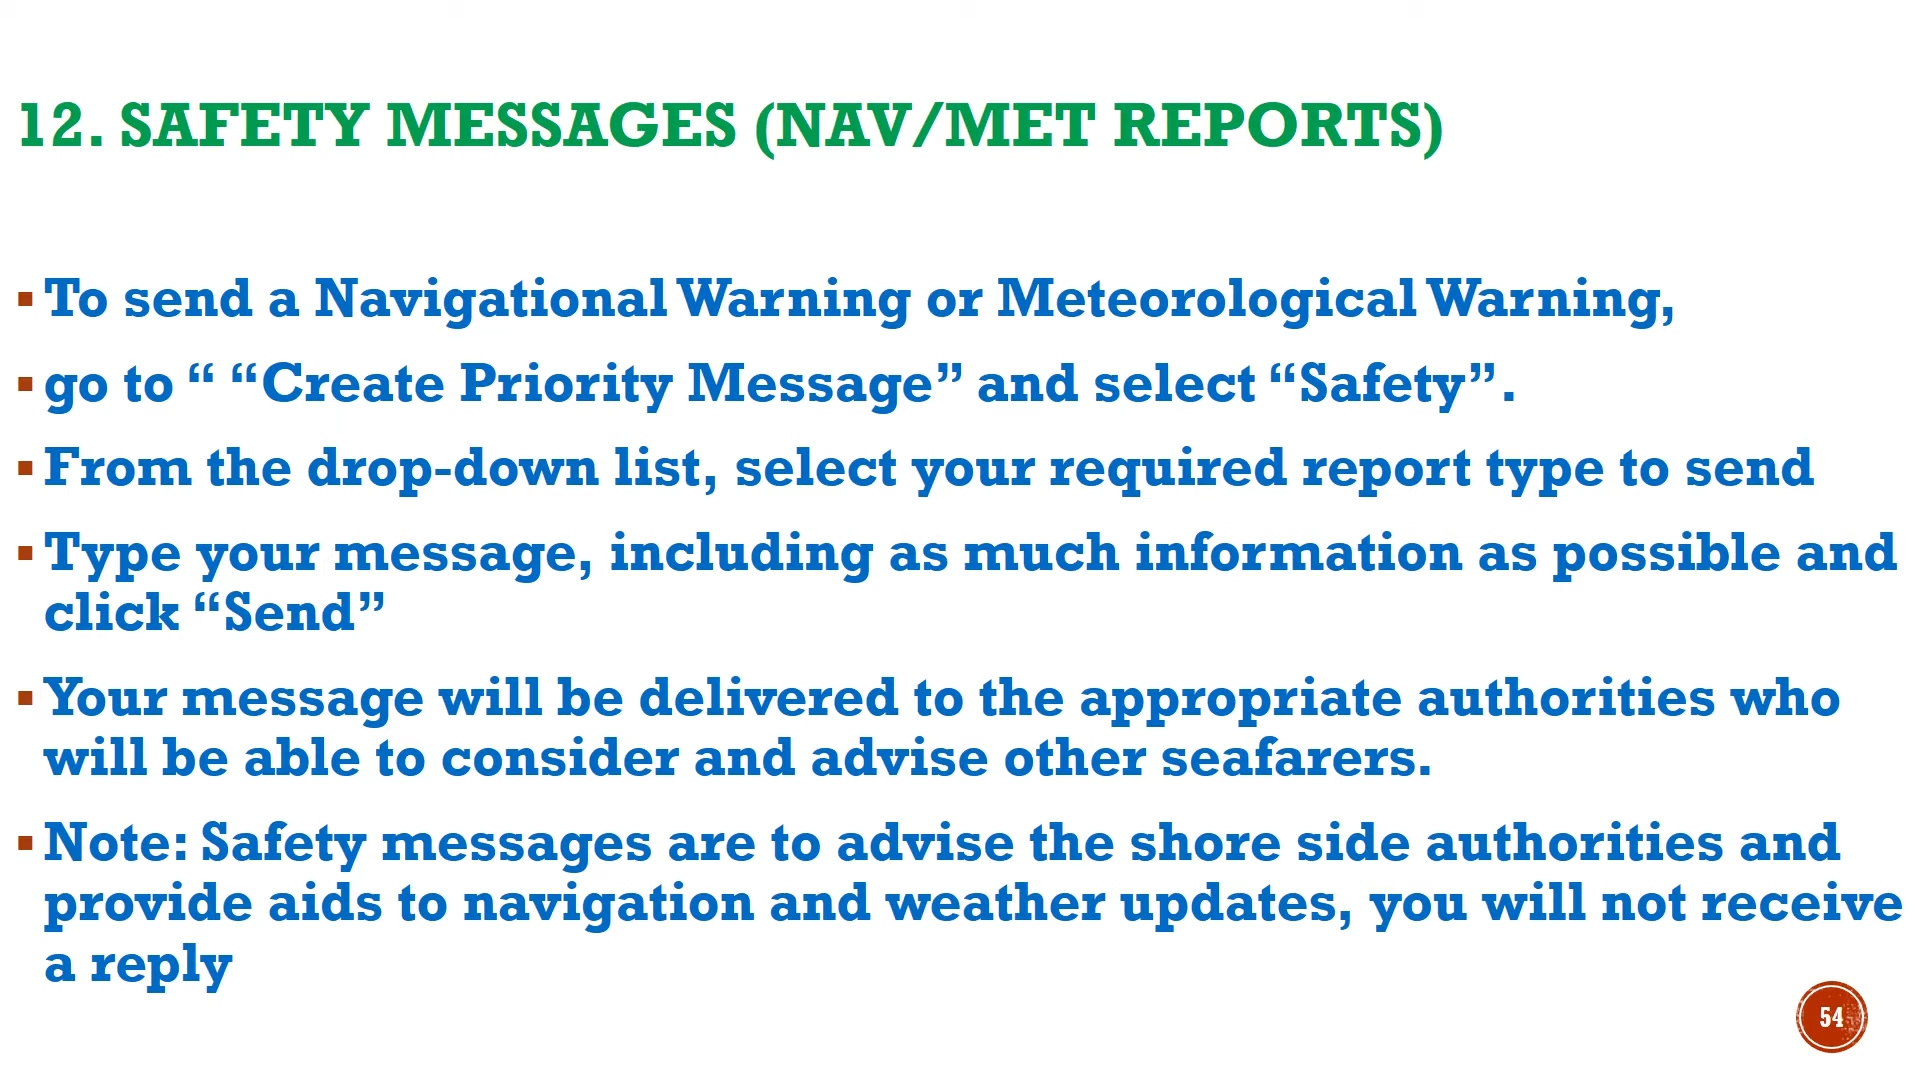 12. SAFETY MESSAGES (NAV/MET REPORTS)
▪ To send a Navigational Warning or Meteorological Warning,
▪ go to “ “Create Priority Message” and select “Safety”.
▪ From the drop-down list, select your required report type to send
▪ Type your message, including as much information as possible and
click “Send”
▪ Your message will be delivered to the appropriate authorities who
will be able to consider and advise other seafarers.
▪ Note: Safety messages are to advise the shore side authorities and
provide aids to navigation and weather updates, you will not receive
a reply
54